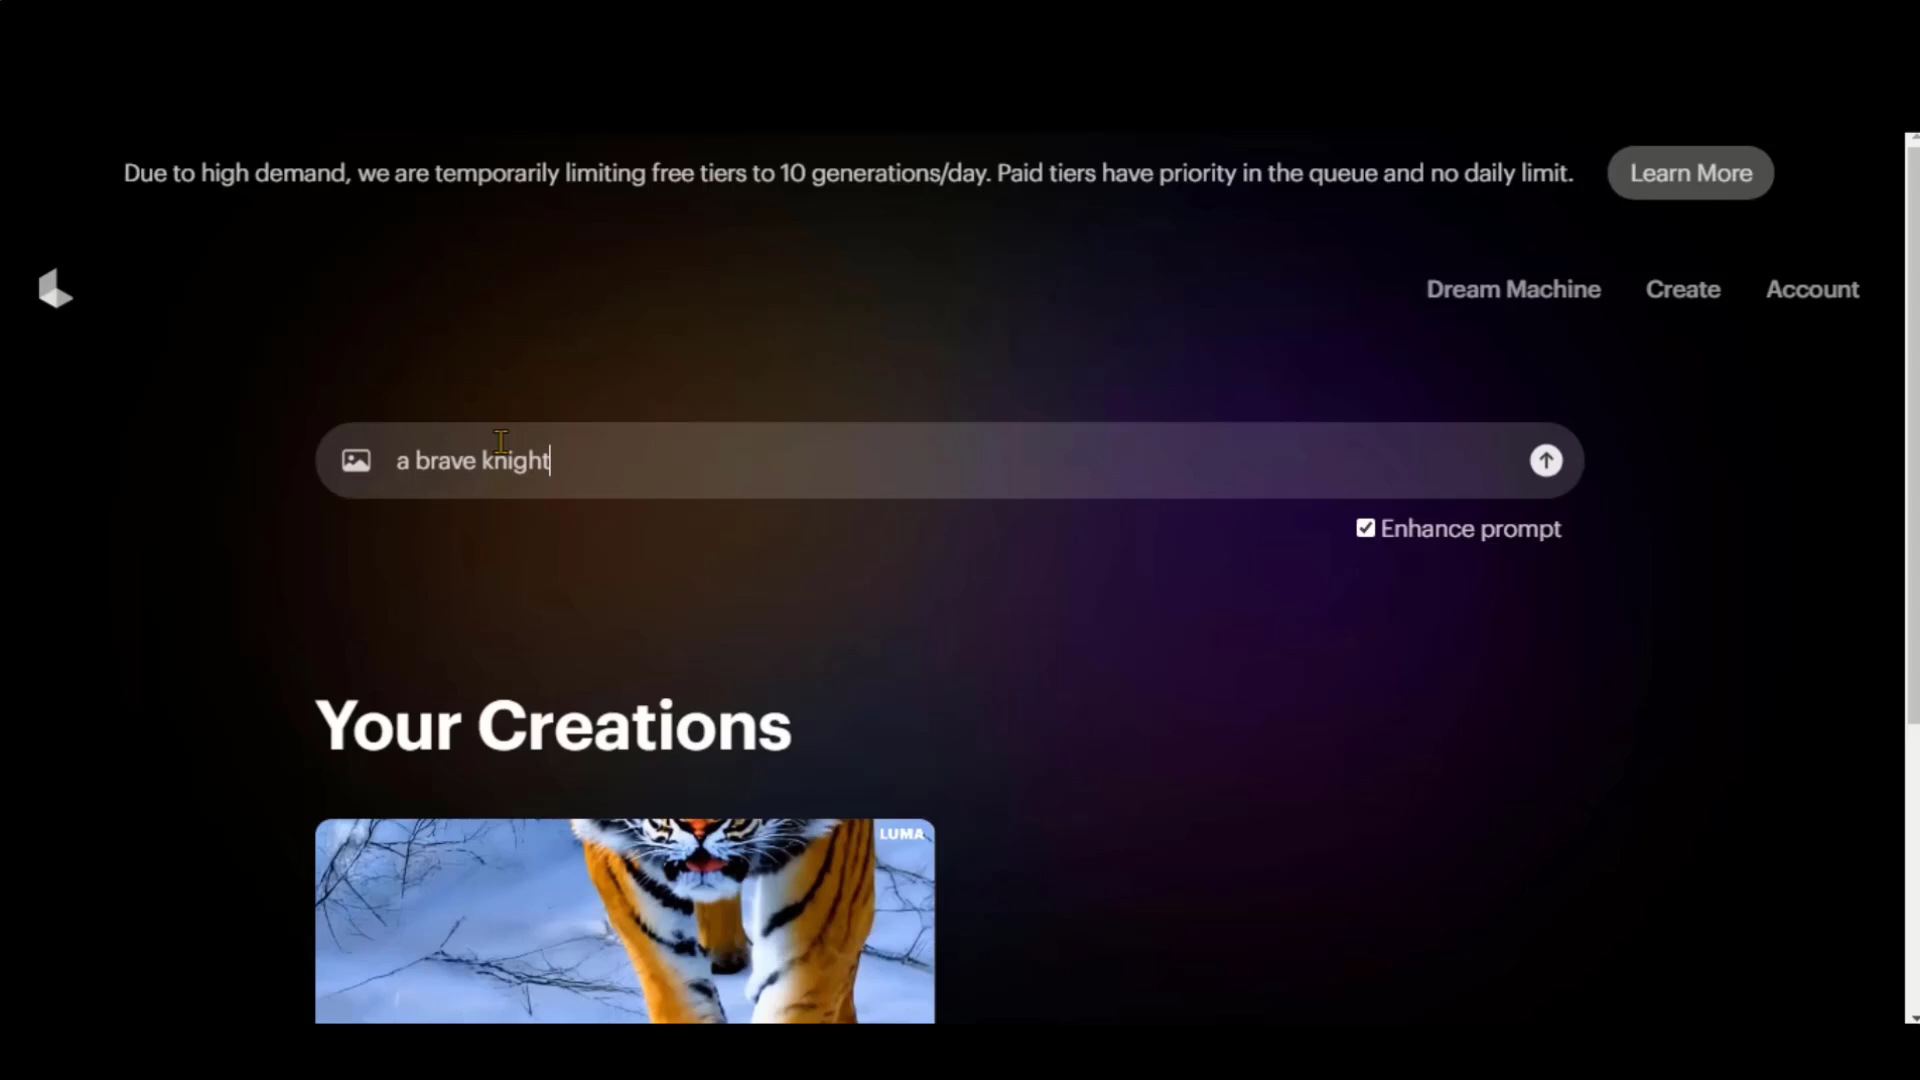 Due to high demand, we are temporarily limiting free tiers to 10 generations/day. Paid tiers have priority in the queue and no daily limit.
Learn More
Dream Machine
Create
Account
a brave knight
Enhance prompt
Your Creations
LUMA